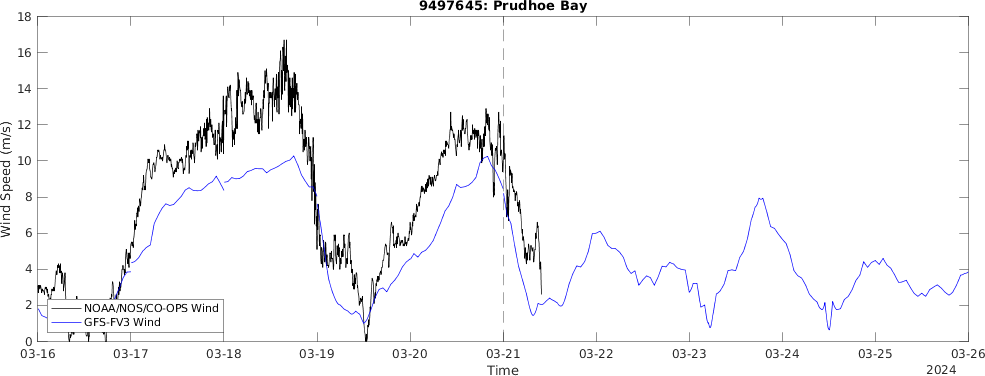 9497645: Prudhoe Bay
Wind Speed (m/s)
18
16
14
12
10
8
6
4
2
0
NOAA/NOS/CO-OPS Wind
GFS-FV3 Wind
03-16 03-17 03-18 03-19 03-20 03-21 03-22 03-23 03-24 03-25 03-26
Time
2024